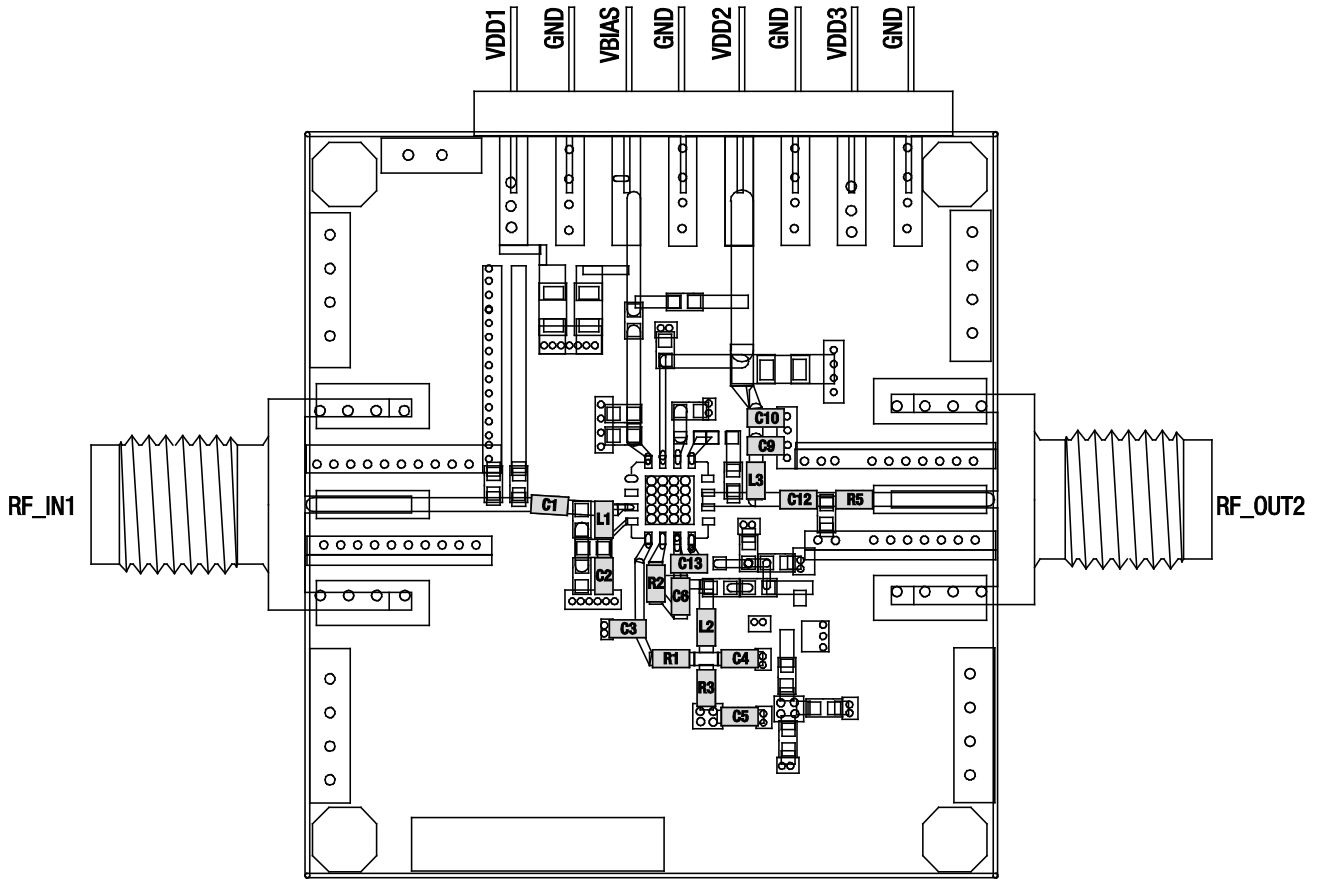 VDD1
GND
VBIAS
GND
VDD2
GND
VDD3
GND
C10
C9
L3
RF_IN1
C1
L1
C12
R5
RF_OUT2
C13
C2
R2
C6
C3
L2
R1
C4
R3
C5